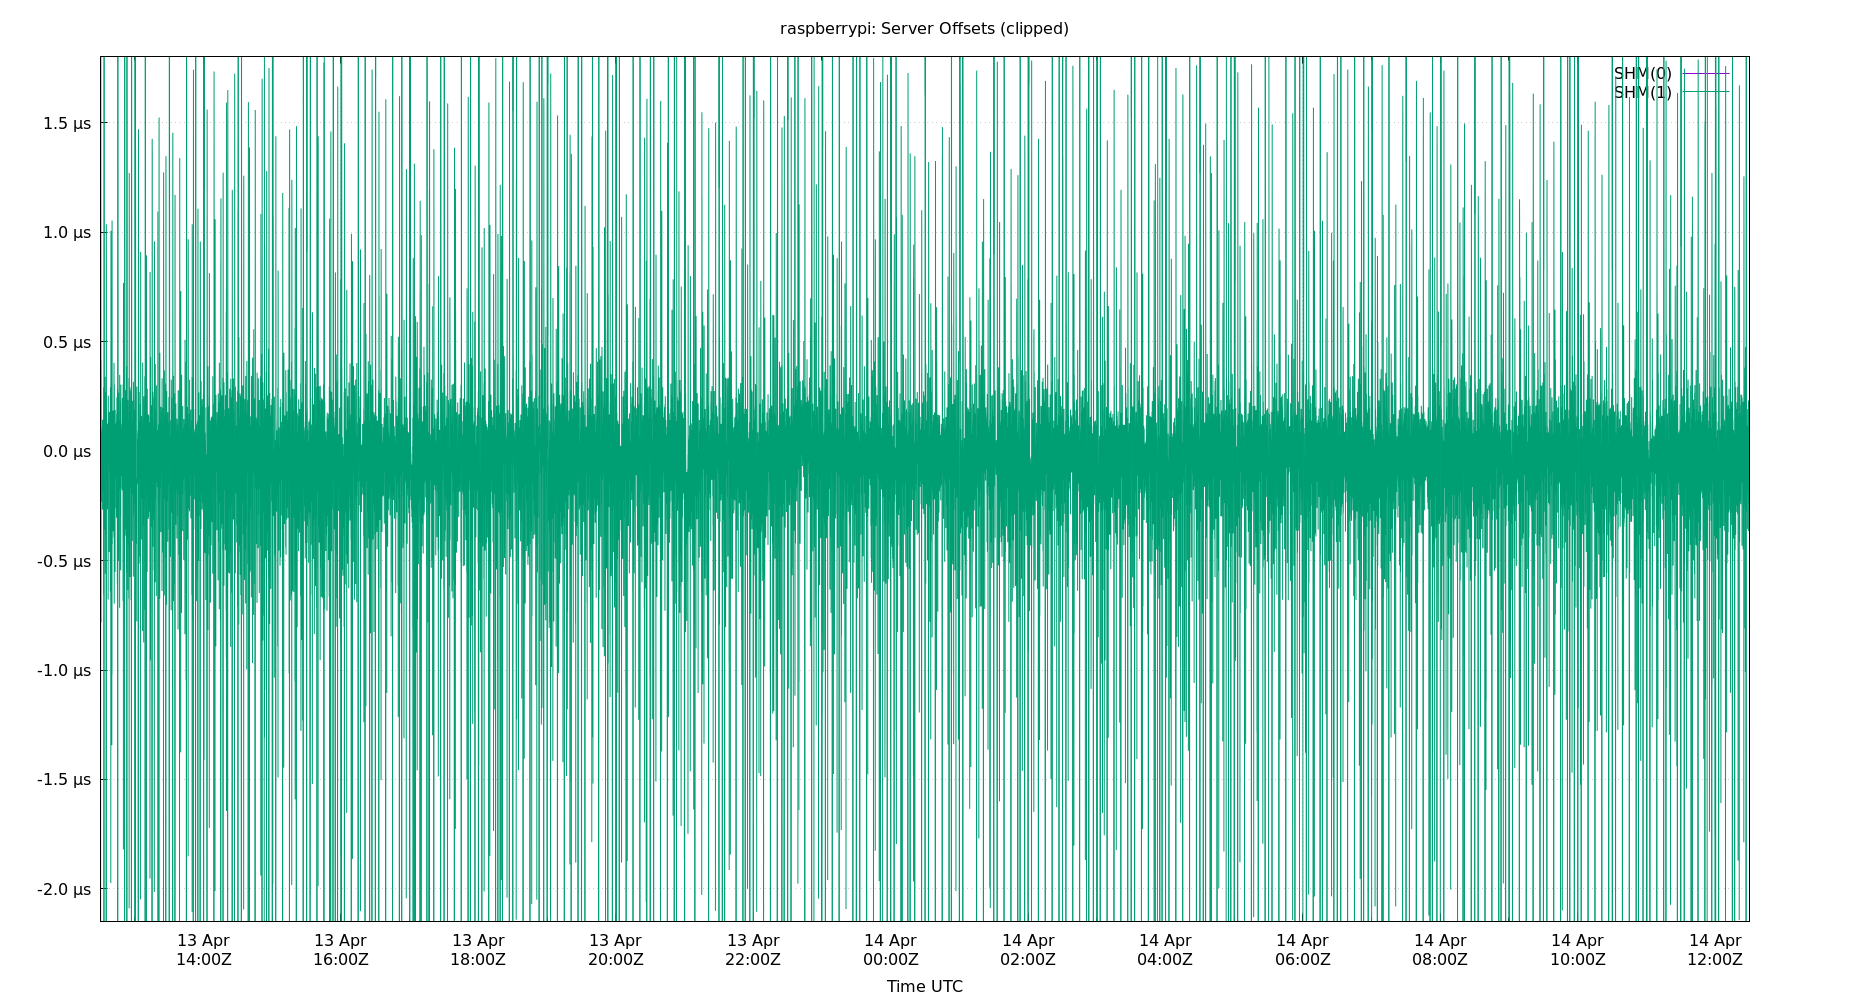 raspberrypi: Server Offsets (clipped)
SHM(0)
SHM(1)
1.5 µs
1.0 µs
0.5 µs
0.0 µs
-0.5 µs
-1.0 µs
-1.5 µs
-2.0 µs
13 Apr 13 Apr 13 Apr 13 Apr 13 Apr 14 Apr 14 Apr 14 Apr 14 Apr 14 Apr 14 Apr 14 Apr
14:00Z 16:00Z 18:00Z 20:00Z 22:00Z 00:00Z 02:00Z 04:00Z 06:00Z 08:00Z 10:00Z 12:00Z
Time UTC